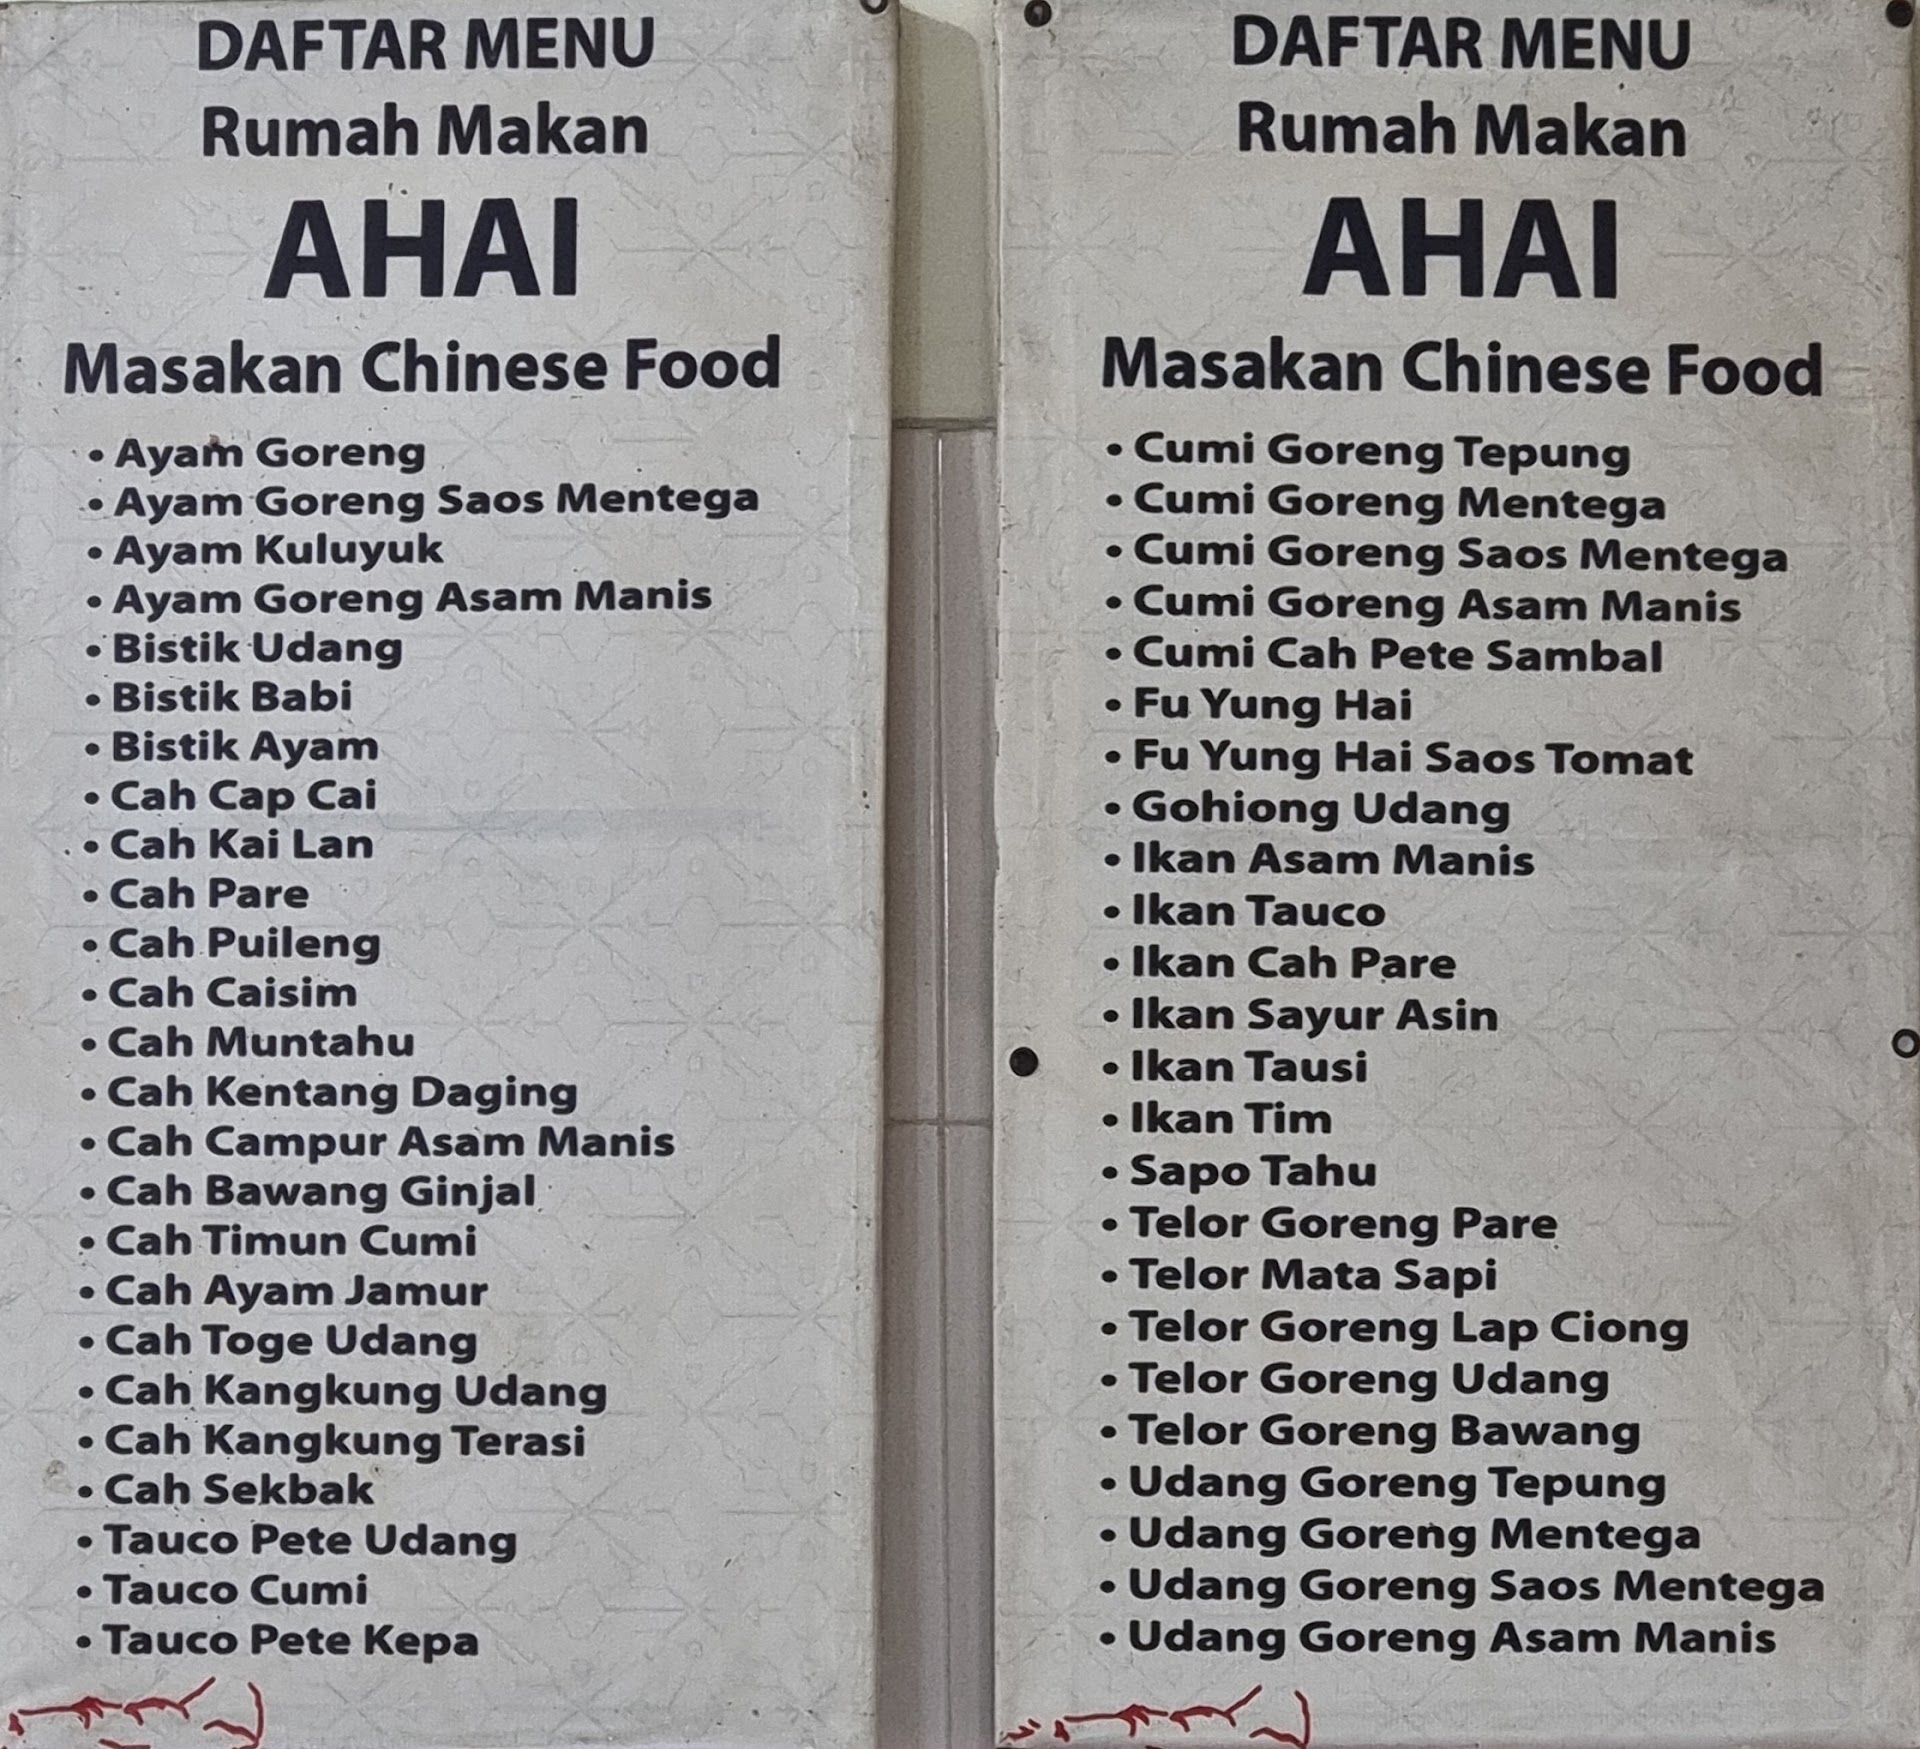 DAFTAR MENU
Rumah Makan
AHAI
Masakan Chinese Food
• Ayam Goreng
• Ayam Goreng Saos Mentega
• Ayam Kuluyuk
• Ayam Goreng Asam Manis
• Bistik Udang
• Bistik Babi
• Bistik Ayam
• Cah Cap Cai
• Cah Kai Lan
• Cah Pare
• Cah Puileng
• Cah Caisim
• Cah Muntahu
• Cah Kentang Daging
• Cah Campur Asam Manis
• Cah Bawang Ginjal
• Cah Timun Cumi
• Cah Ayam Jamur
• Cah Toge Udang
• Cah Kangkung Udang
• Cah Kangkung Terasi
• Cah Sekbak
• Tauco Pete Udang
• Tauco Cumi
• Tauco Pete Kepa
DAFTAR MENU
Rumah Makan
AHAI
Masakan Chinese Food
• Cumi Goreng Tepung
• Cumi Goreng Mentega
• Cumi Goreng Saos Mentega
• Cumi Goreng Asam Manis
• Cumi Cah Pete Sambal
• Fu Yung Hai
• Fu Yung Hai Saos Tomat
• Gohiong Udang
• Ikan Asam Manis
• Ikan Tauco
• Ikan Cah Pare
• Ikan Sayur Asin
• Ikan Tausi
• Ikan Tim
• Sapo Tahu
• Telor Goreng Pare
• Telor Mata Sapi
• Telor Goreng Lap Ciong
• Telor Goreng Udang
• Telor Goreng Bawang
• Udang Goreng Tepung
• Udang Goreng Mentega
• Udang Goreng Saos Mentega
• Udang Goreng Asam Manis